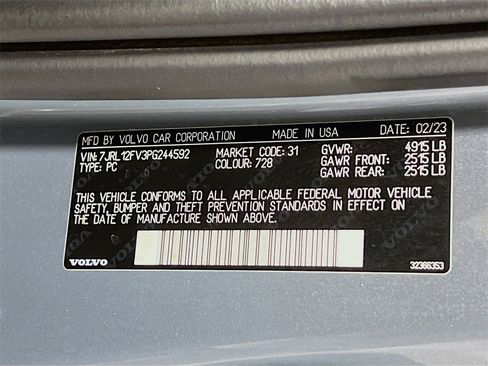 MFD BY VOLVO CAR CORPORATION MADE IN USA DATE 02/23
VIN: 7JRL12FV3PG244592 MARKET CODE: 31 GVWR: 4915 LB
TYPE: PC COLOUR: 728 GAWR FRONT: 2515 LB
GAWR REAR: 2515 LB
THIS VEHICLE CONFORMS TO ALL APPLICABLE FEDERAL MOTOR VEHICLE
SAFETY, BUMPER AND THEFT PREVENTION STANDARDS IN EFFECT ON
THE DATE OF MANUFACTURE SHOWN ABOVE.
VOLVO 32366353